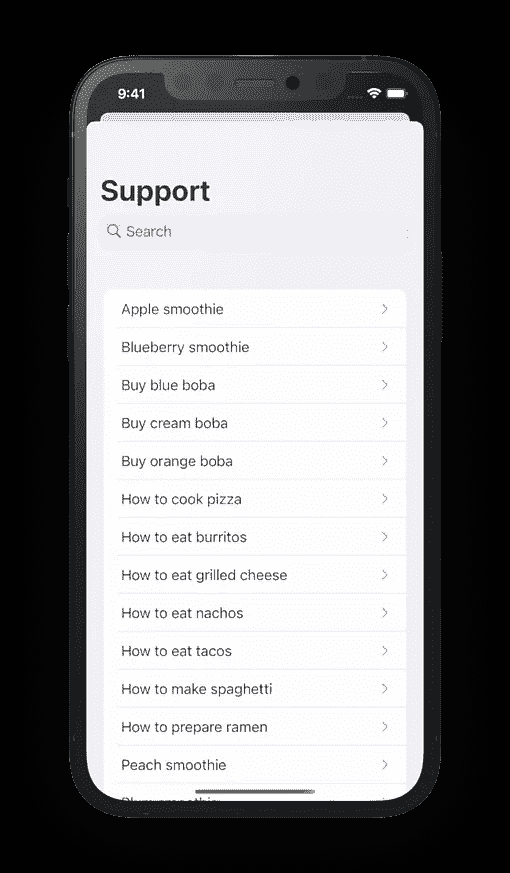 9:41
Support
Search
Apple smoothie
Blueberry smoothie
Buy blue boba
Buy cream boba
Buy orange boba
How to cook pizza
How to eat burritos
How to eat grilled cheese
How to eat nachos
How to eat tacos
How to make spaghetti
How to prepare ramen
Peach smoothie